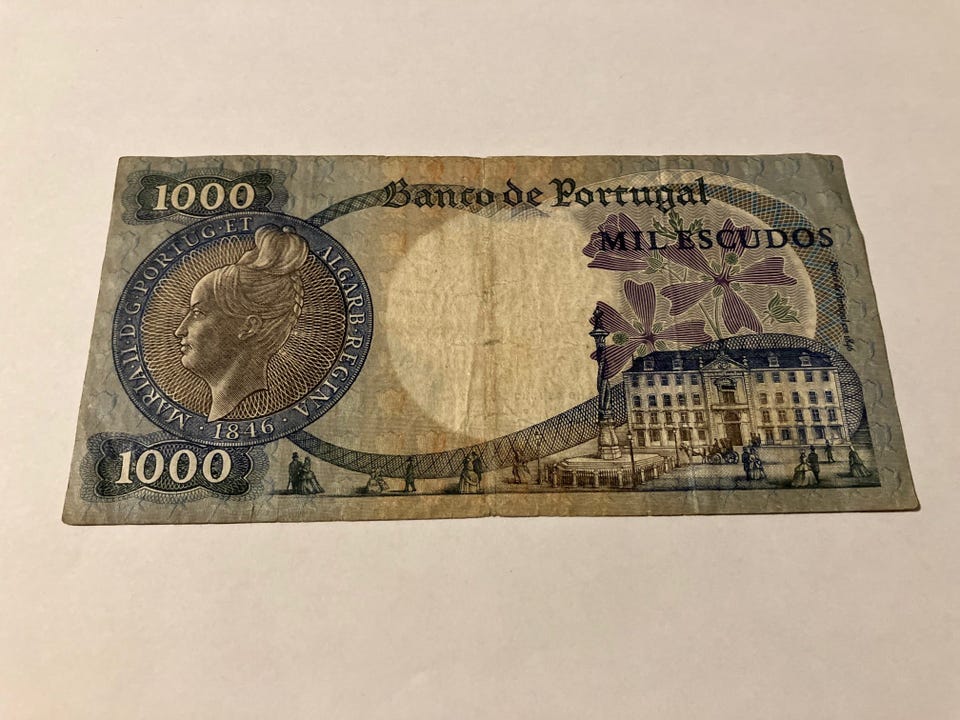 1000
Banco de Portugal
MIL ESCUDOS
MARIA·II·D·G·PORTUG·ET
ALGARB·REGINA
·1846·
1000